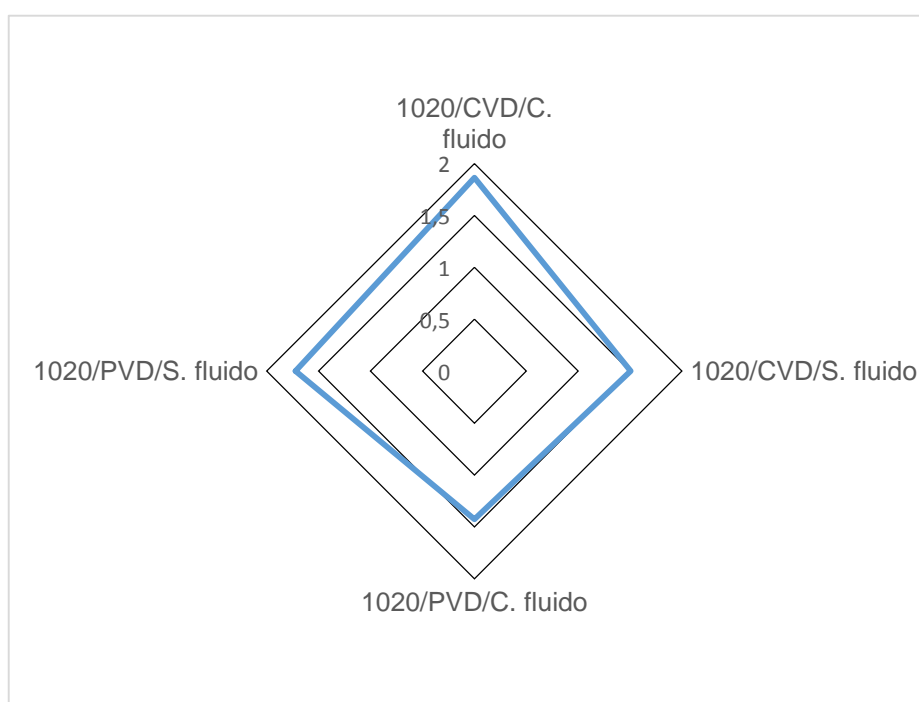 1020/CVD/C.
fluido
2
1,5
1
0,5
0
1020/PVD/S. fluido
1020/CVD/S. fluido
1020/PVD/C. fluido